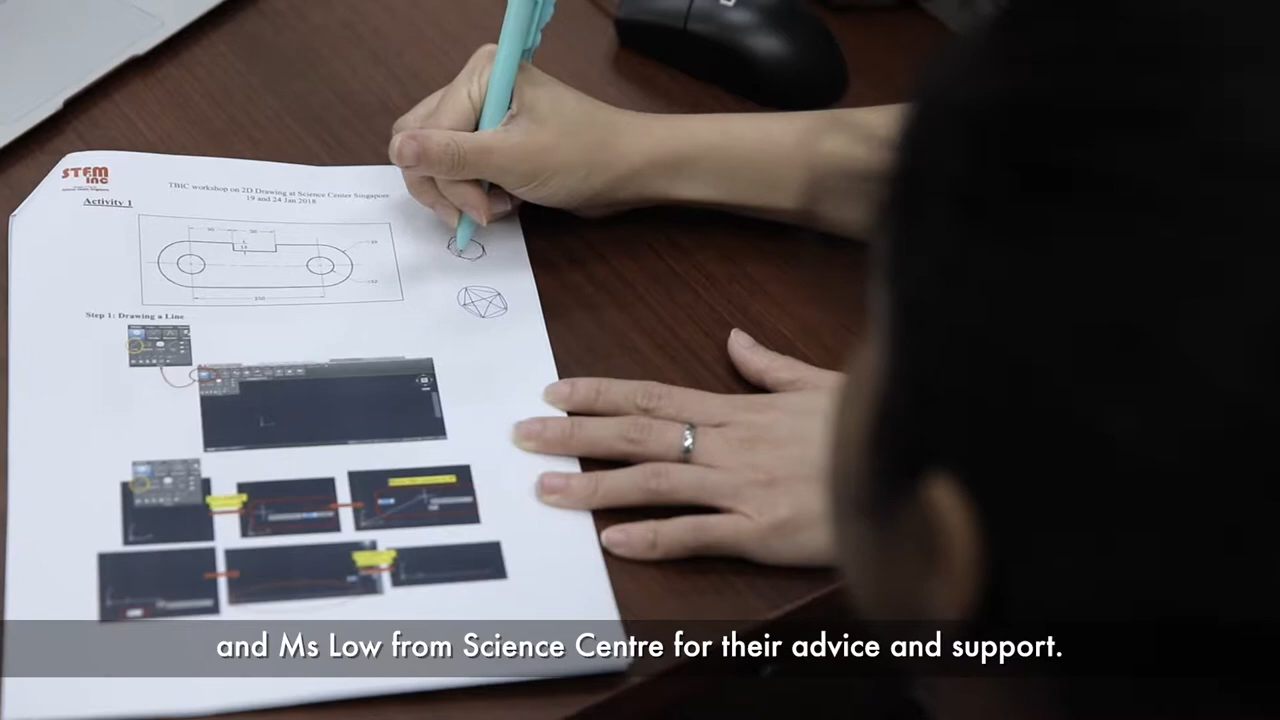 STEM
INC
TBIC workshop on 2D Drawing at Science Center Singapore
19 and 24 Jan 2018
Activity 1
Step 1: Drawing a Line
and Ms Low from Science Centre for their advice and support.